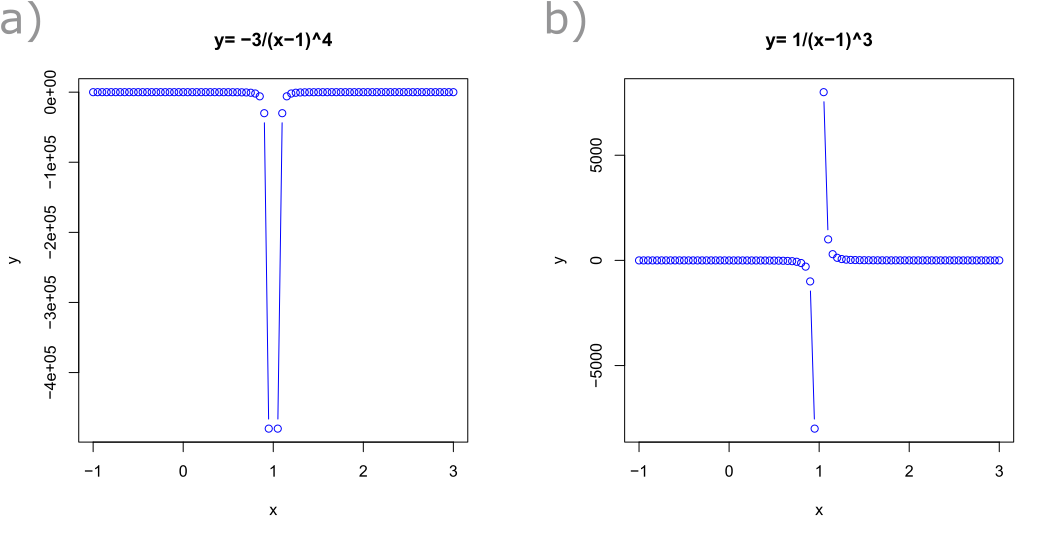 a)
y= −3/(x−1)^4
y
0e+00
−1e+05
−2e+05
−3e+05
−4e+05
−1 0 1 2 3
x
b)
y= 1/(x−1)^3
y
5000
0
−5000
−1 0 1 2 3
x